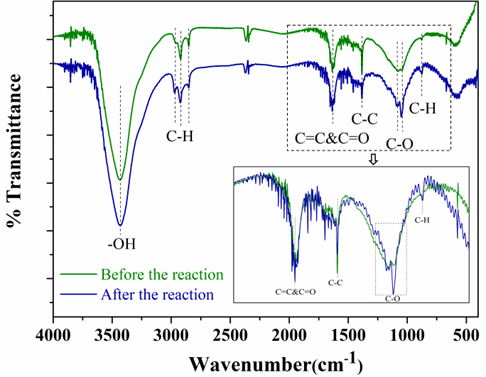 % Transmittance
C-H
C-C
C-H
C=C&C=O
C-O
-OH
Before the reaction
After the reaction
C-H
C=C&C=O
C-C
C-O
4000 3500 3000 2500 2000 1500 1000 500
Wavenumber(cm-1)